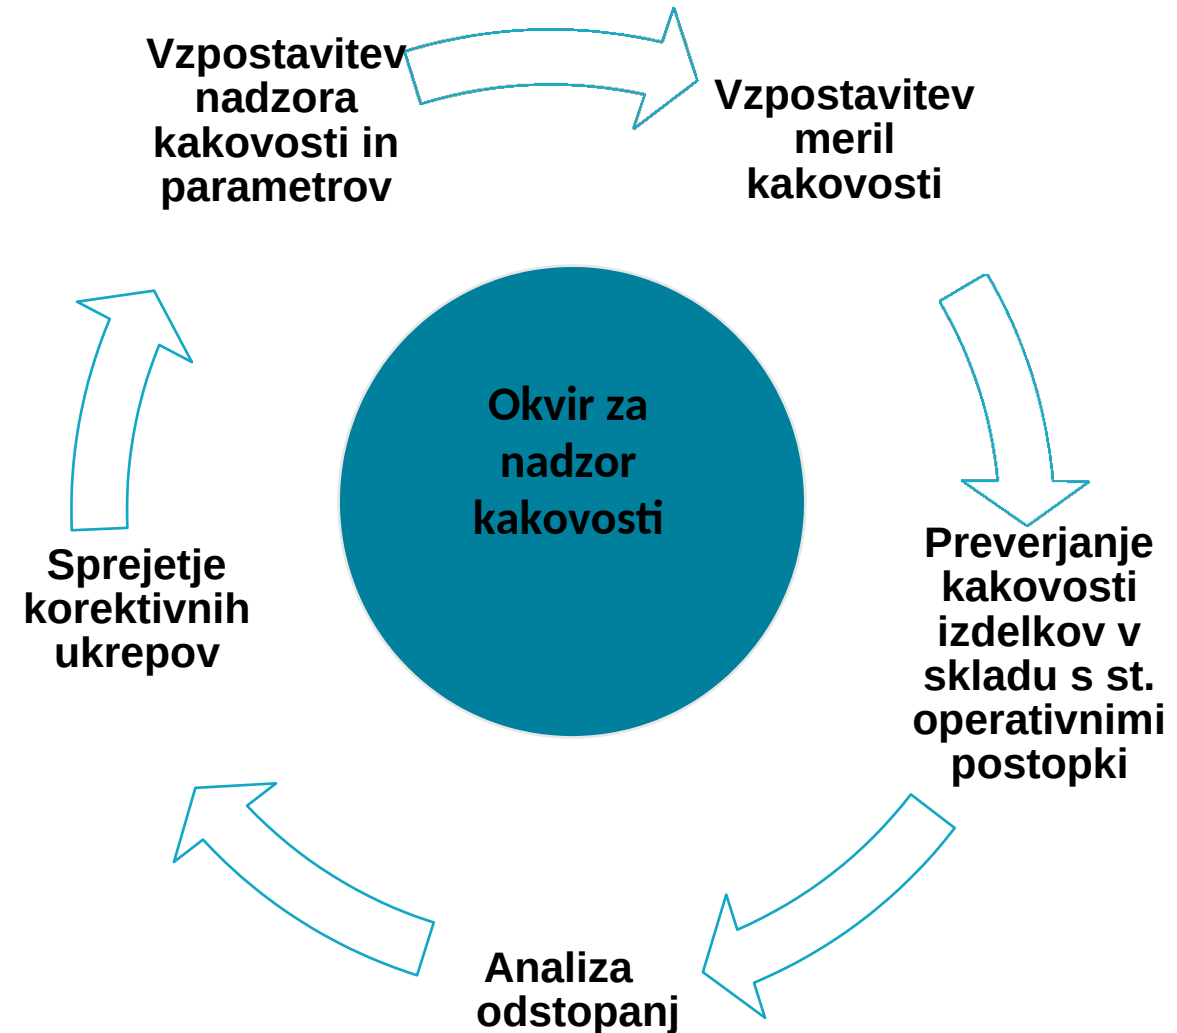 Vzpostavitev
nadzora
kakovosti in
parametrov
Vzpostavitev
meril
kakovosti
Okvir za
nadzor
kakovosti
Preverjanje
kakovosti
izdelkov v
skladu s st.
operativnimi
postopki
Sprejetje
korektivnih
ukrepov
Analiza
odstopanj